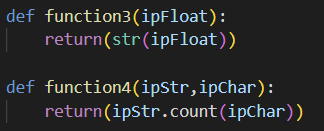 def function3(ipFloat):
    return(str(ipFloat))
def function4(ipStr,ipChar):
    return(ipStr.count(ipChar))